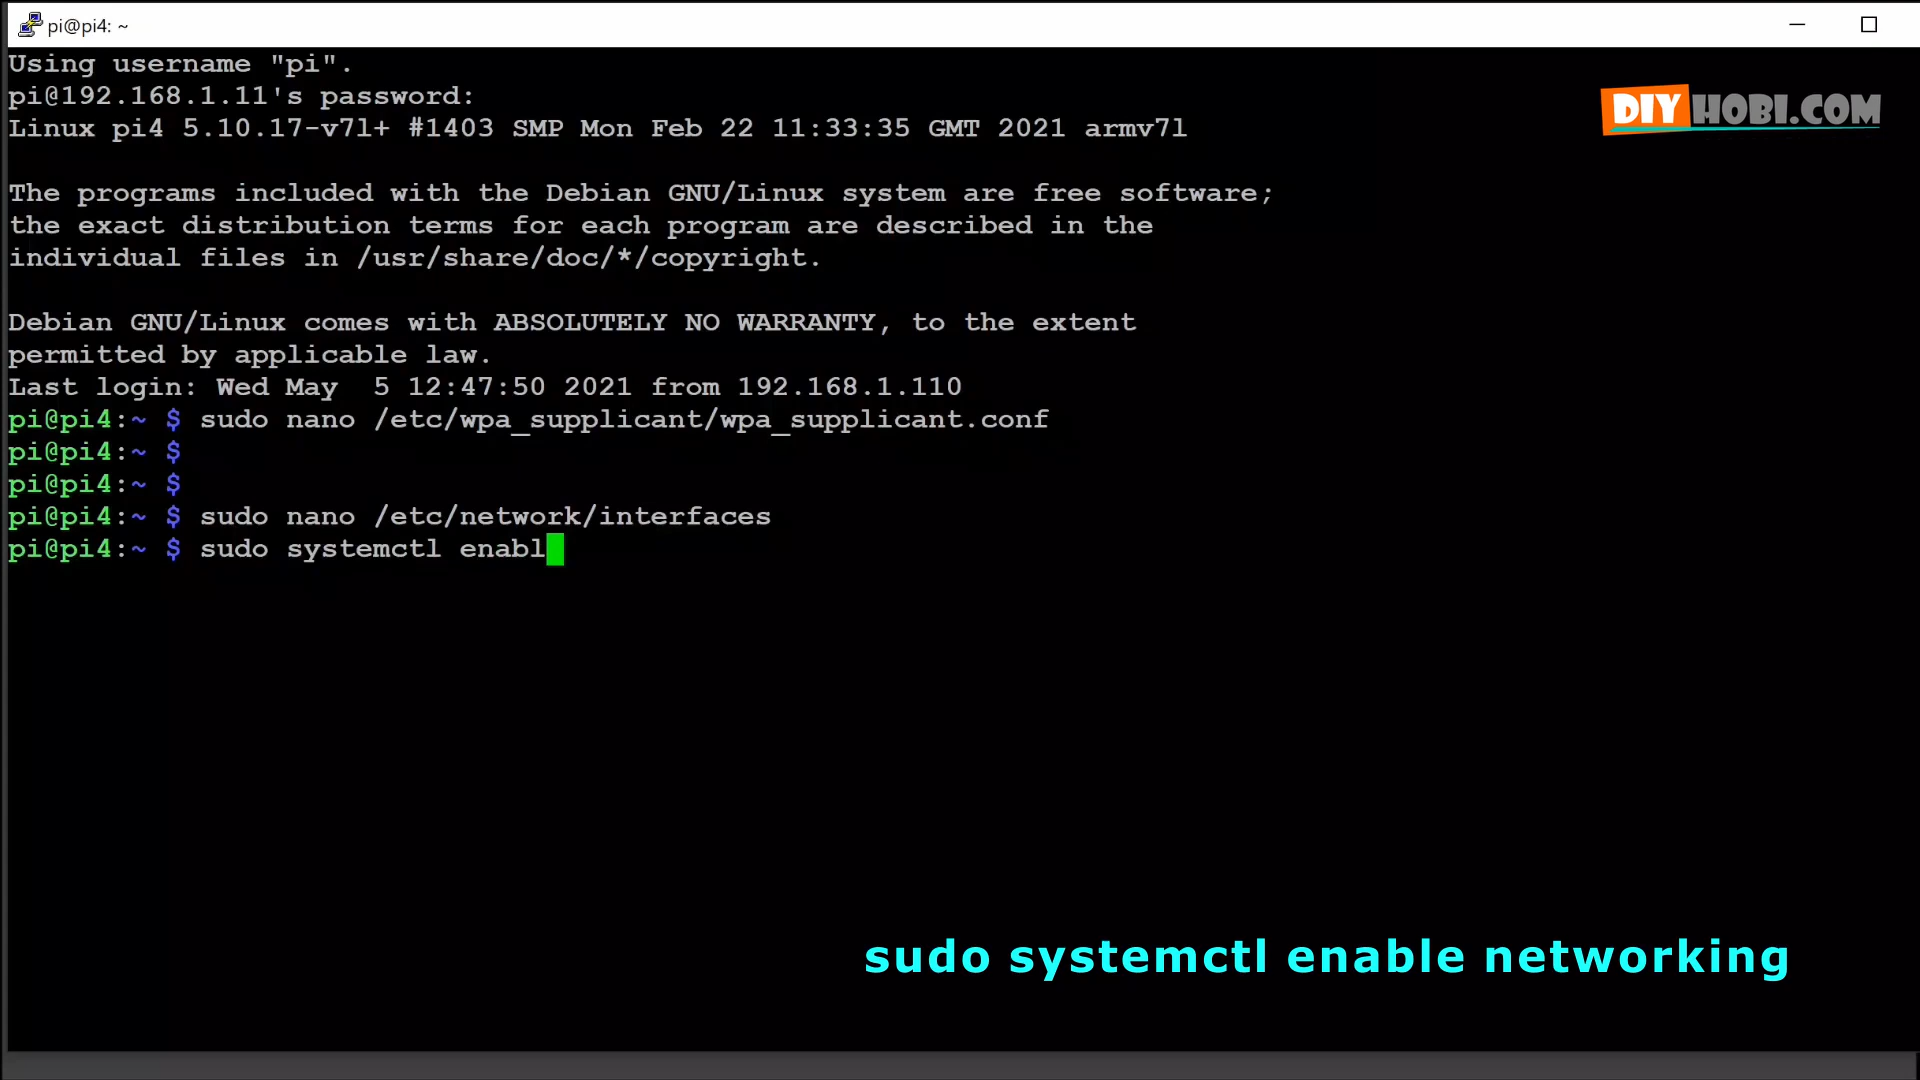 pi@pi4: ~
Using username "pi".
pi@192.168.1.11's password:
Linux pi4 5.10.17-v7l+ #1403 SMP Mon Feb 22 11:33:35 GMT 2021 armv7l
DIYHOBI.COM
The programs included with the Debian GNU/Linux system are free software;
the exact distribution terms for each program are described in the
individual files in /usr/share/doc/*/copyright.
Debian GNU/Linux comes with ABSOLUTELY NO WARRANTY, to the extent
permitted by applicable law.
Last login: Wed May  5 12:47:50 2021 from 192.168.1.110
pi@pi4:~ $ sudo nano /etc/wpa_supplicant/wpa_supplicant.conf
pi@pi4:~ $
pi@pi4:~ $
pi@pi4:~ $ sudo nano /etc/network/interfaces
pi@pi4:~ $ sudo systemctl enabl
sudo systemctl enable networking